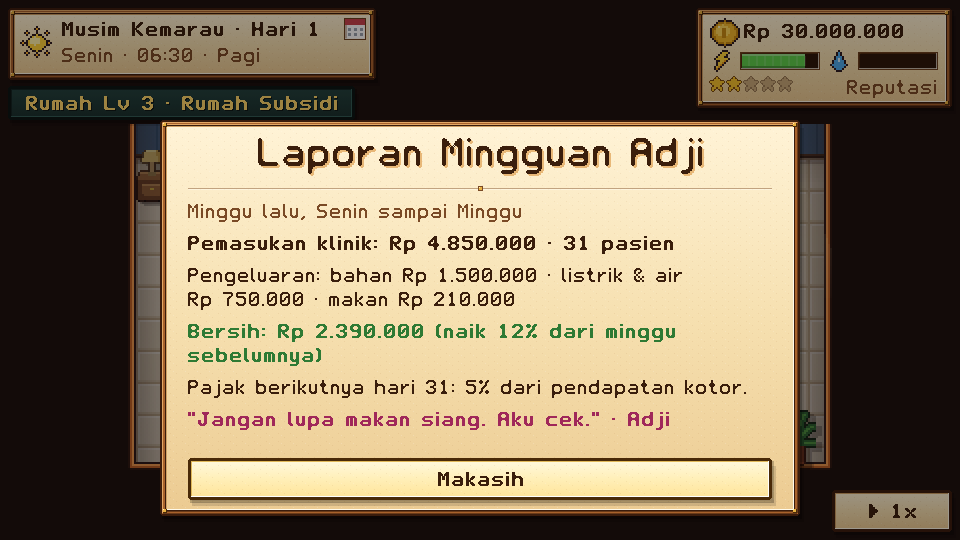 Musim Kemarau · Hari 1
Senin · 06:30 · Pagi
Rp 30.000.000
Reputasi
Rumah Lv 3 · Rumah Subsidi
Laporan Mingguan Adji
Minggu lalu, Senin sampai Minggu
Pemasukan klinik: Rp 4.850.000 · 31 pasien
Pengeluaran: bahan Rp 1.500.000 · listrik & air
Rp 750.000 · makan Rp 210.000
Bersih: Rp 2.390.000 (naik 12% dari minggu
sebelumnya)
Pajak berikutnya hari 31: 5% dari pendapatan kotor.
"Jangan lupa makan siang. Aku cek." · Adji
Makasih
1x